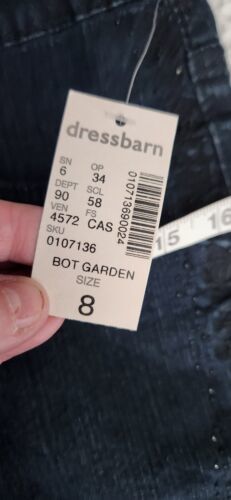 dressbarn
SN OP
6 34
DEPT SCL
90 58
VEN FS
4572 CAS
SKU
0107136
010713690024
BOT GARDEN
SIZE
8
15 16